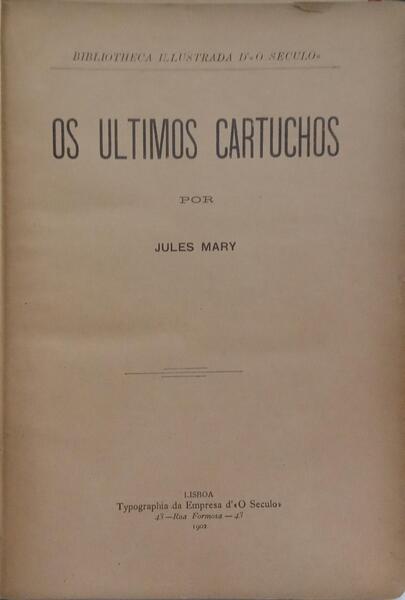 BIBLIOTHECA ILLUSTRADA D'«O SECULO»
OS ULTIMOS CARTUCHOS
POR
JULES MARY
LISBOA
Typographia da Empresa d'«O Seculo»
43—Rua Formosa—43
1902